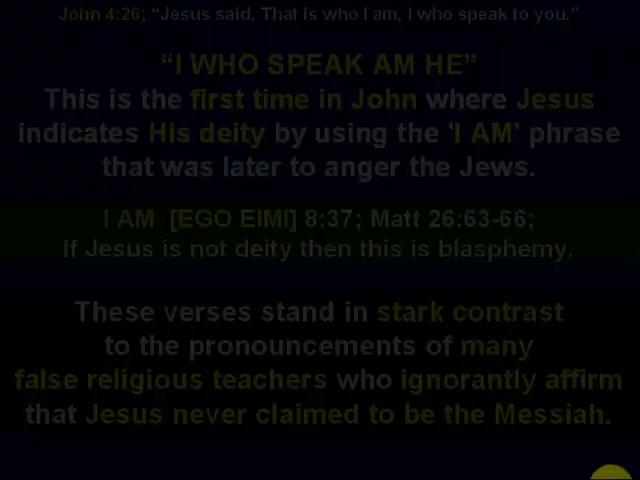 John 4:26; “Jesus said, That is who I am, I who speak to you.”
“I WHO SPEAK AM HE”
This is the first time in John where Jesus
indicates His deity by using the 'I AM' phrase
that was later to anger the Jews.
I AM [EGO EIMI] 8:37; Matt 26:63-66;
If Jesus is not deity then this is blasphemy.
These verses stand in stark contrast
to the pronouncements of many
false religious teachers who ignorantly affirm
that Jesus never claimed to be the Messiah.